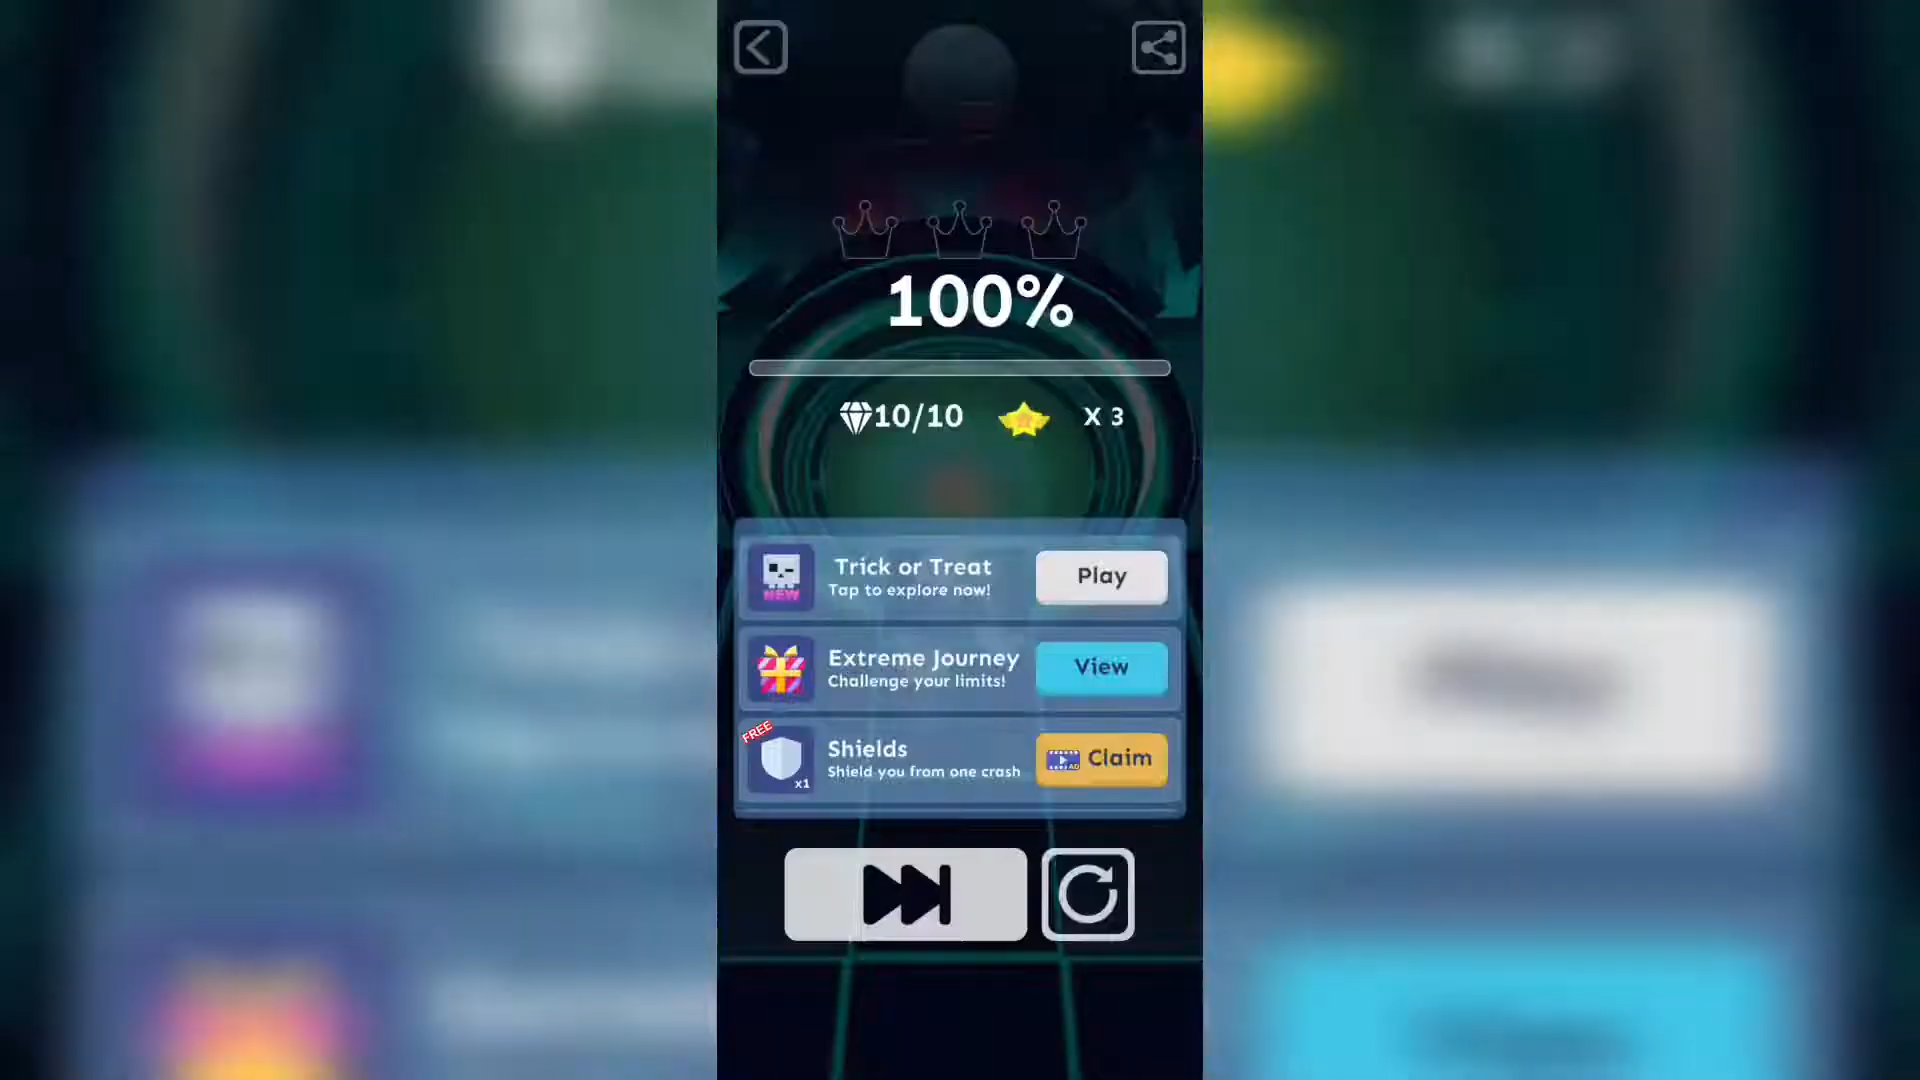 100%
10/10 X 3
Trick or Treat
Tap to explore now!
NEW
Play
Extreme Journey
Challenge your limits!
View
FREE
Shields
Shield you from one crash
x1
AD
Claim